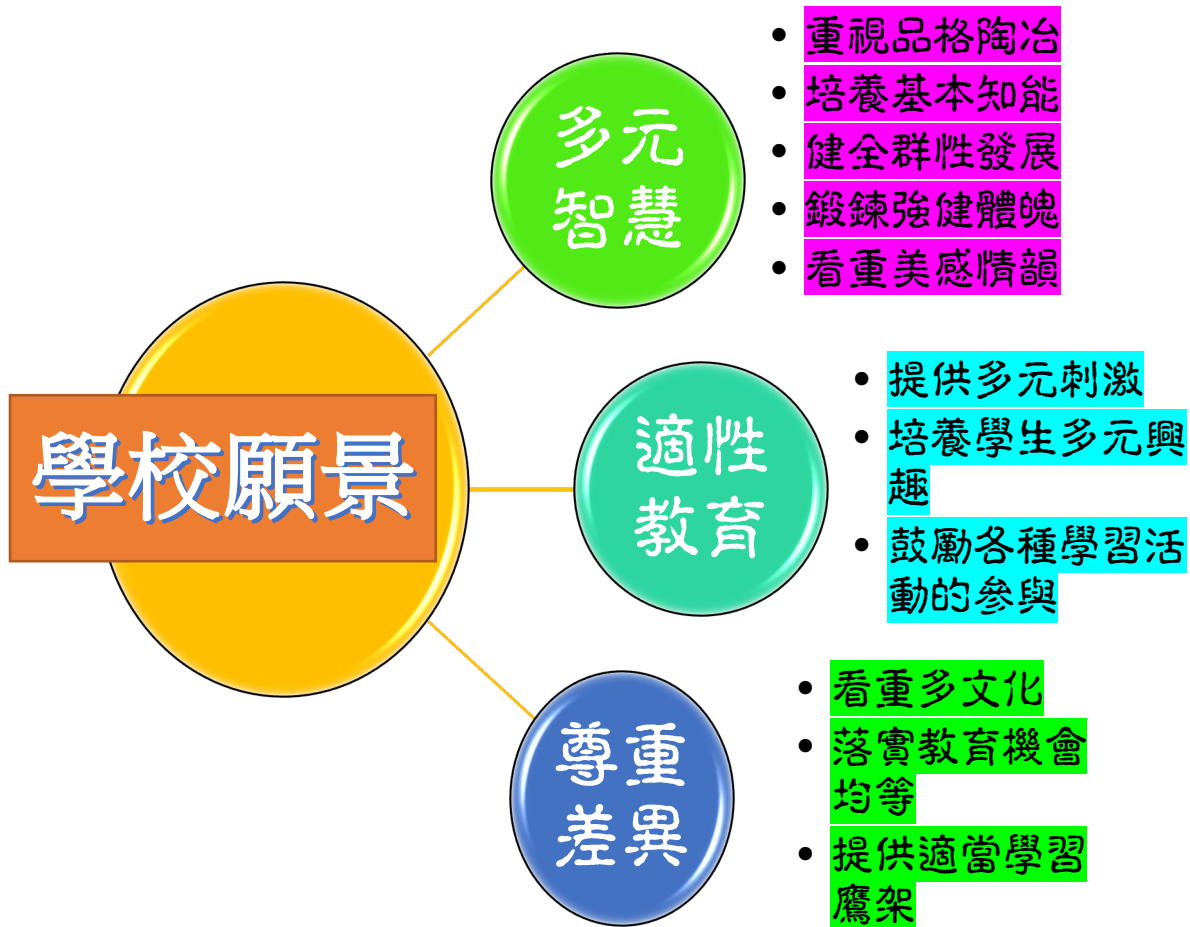 學校願景
多元
智慧
• 重視品格陶冶
• 培養基本知能
• 健全群性發展
• 鍛鍊強健體魄
• 看重美感情韻
適性
教育
• 提供多元刺激
• 培養學生多元興
趣
• 鼓勵各種學習活
動的參與
尊重
差異
• 看重多文化
• 落實教育機會
均等
• 提供適當學習
鷹架